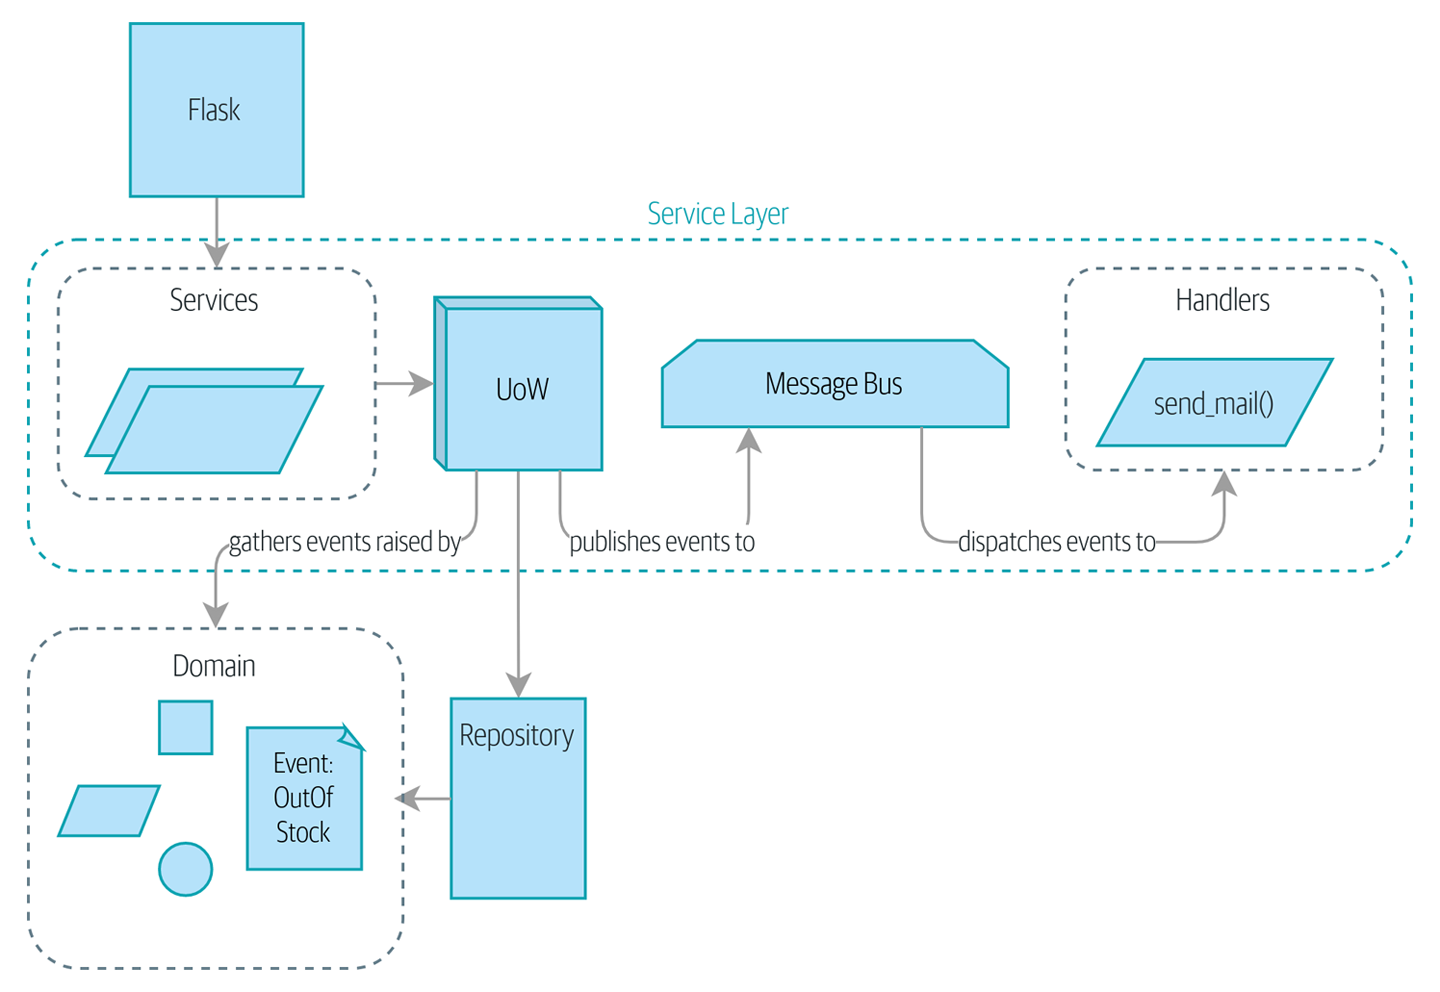 Flask
Service Layer
Services
UoW
Message Bus
Handlers
send_mail()
gathers events raised by
publishes events to
dispatches events to
Domain
Event:
OutOf
Stock
Repository